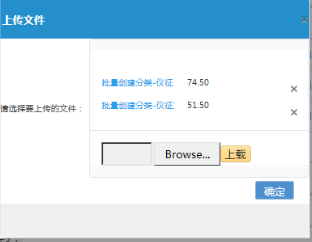 上传文件
批量创建分类-仪征 74.50
批量创建分类-仪征 51.50
请选择要上传的文件：
Browse... 上载
确定